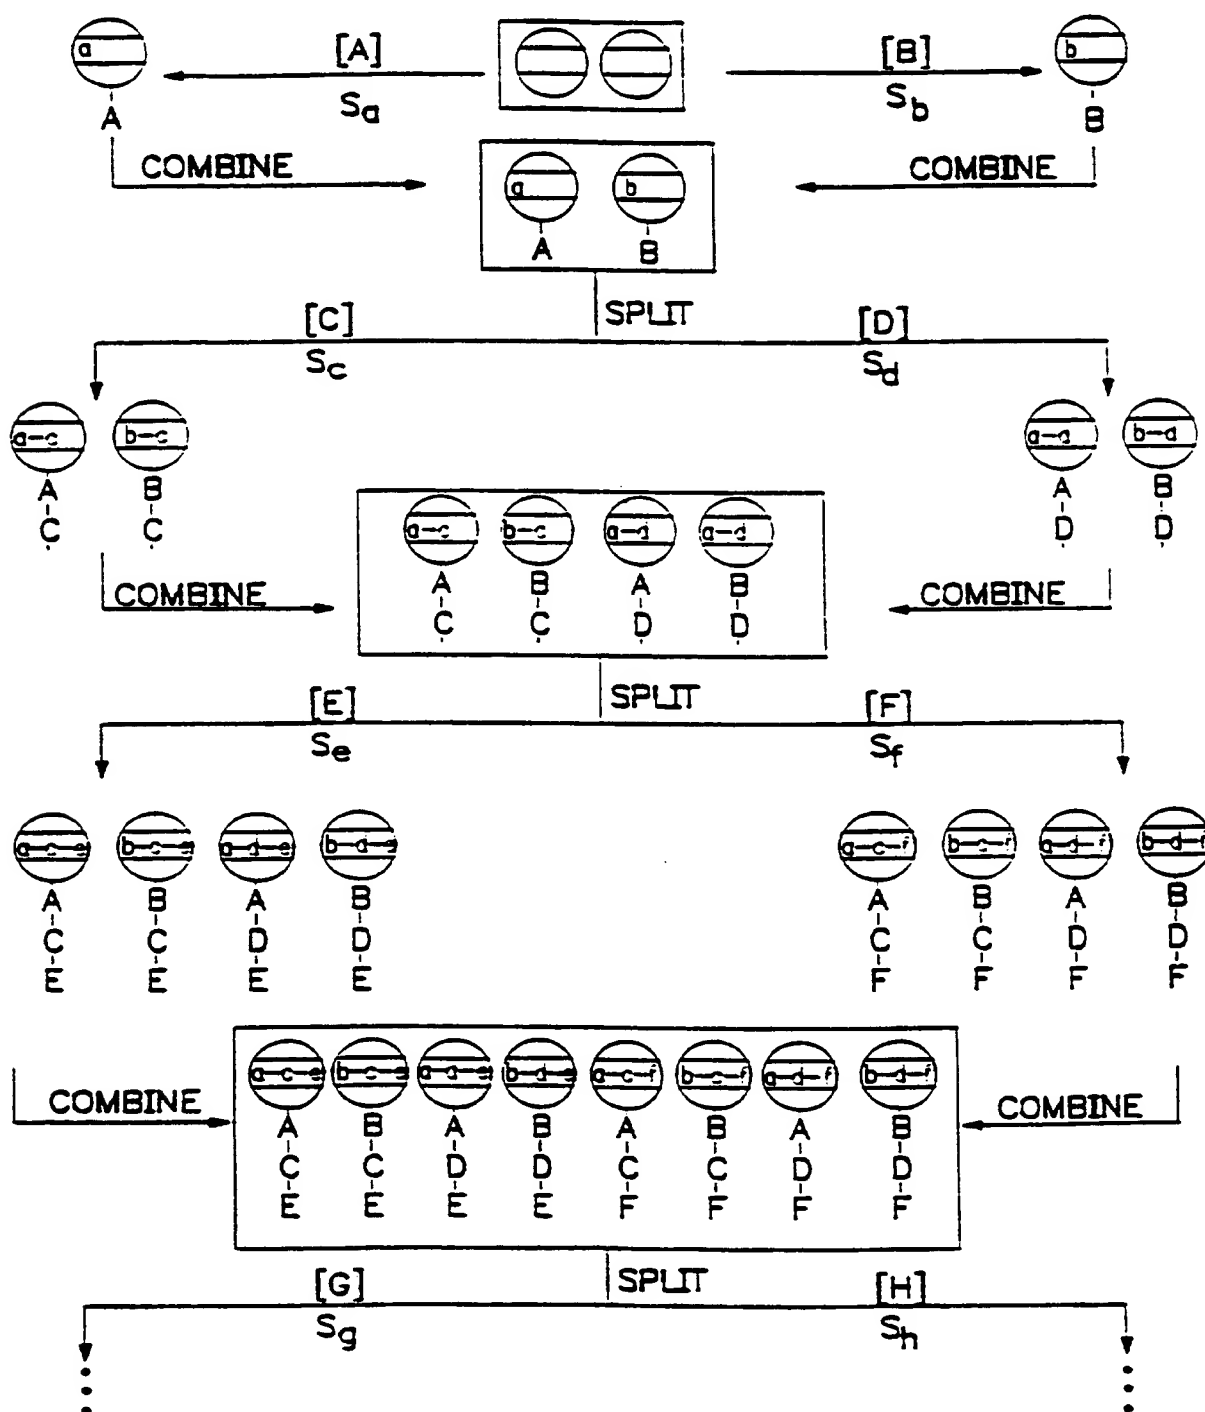 [A] [B]
a b
Sa Sb
A B
COMBINE COMBINE
a b
A B
SPLIT
[C] [D]
Sc Sd
a-c b-c a-d b-d
A B A B
C C D D
a-c b-c a-d a-d
A B A B
C C D D
COMBINE COMBINE
SPLIT
[E] [F]
Se Sf
a-c-e b-c-e a-d-e b-d-e a-c-f b-c-f a-d-f b-d-f
A B A B A B A B
C C D D C C D D
E E E E F F F F
a-c-e b-c-e a-d-e b-d-e a-c-f b-c-f a-d-f b-d-f
COMBINE COMBINE
A B A B A B A B
C C D D C C D D
E E E E F F F F
SPLIT
[G] [H]
Sg Sh